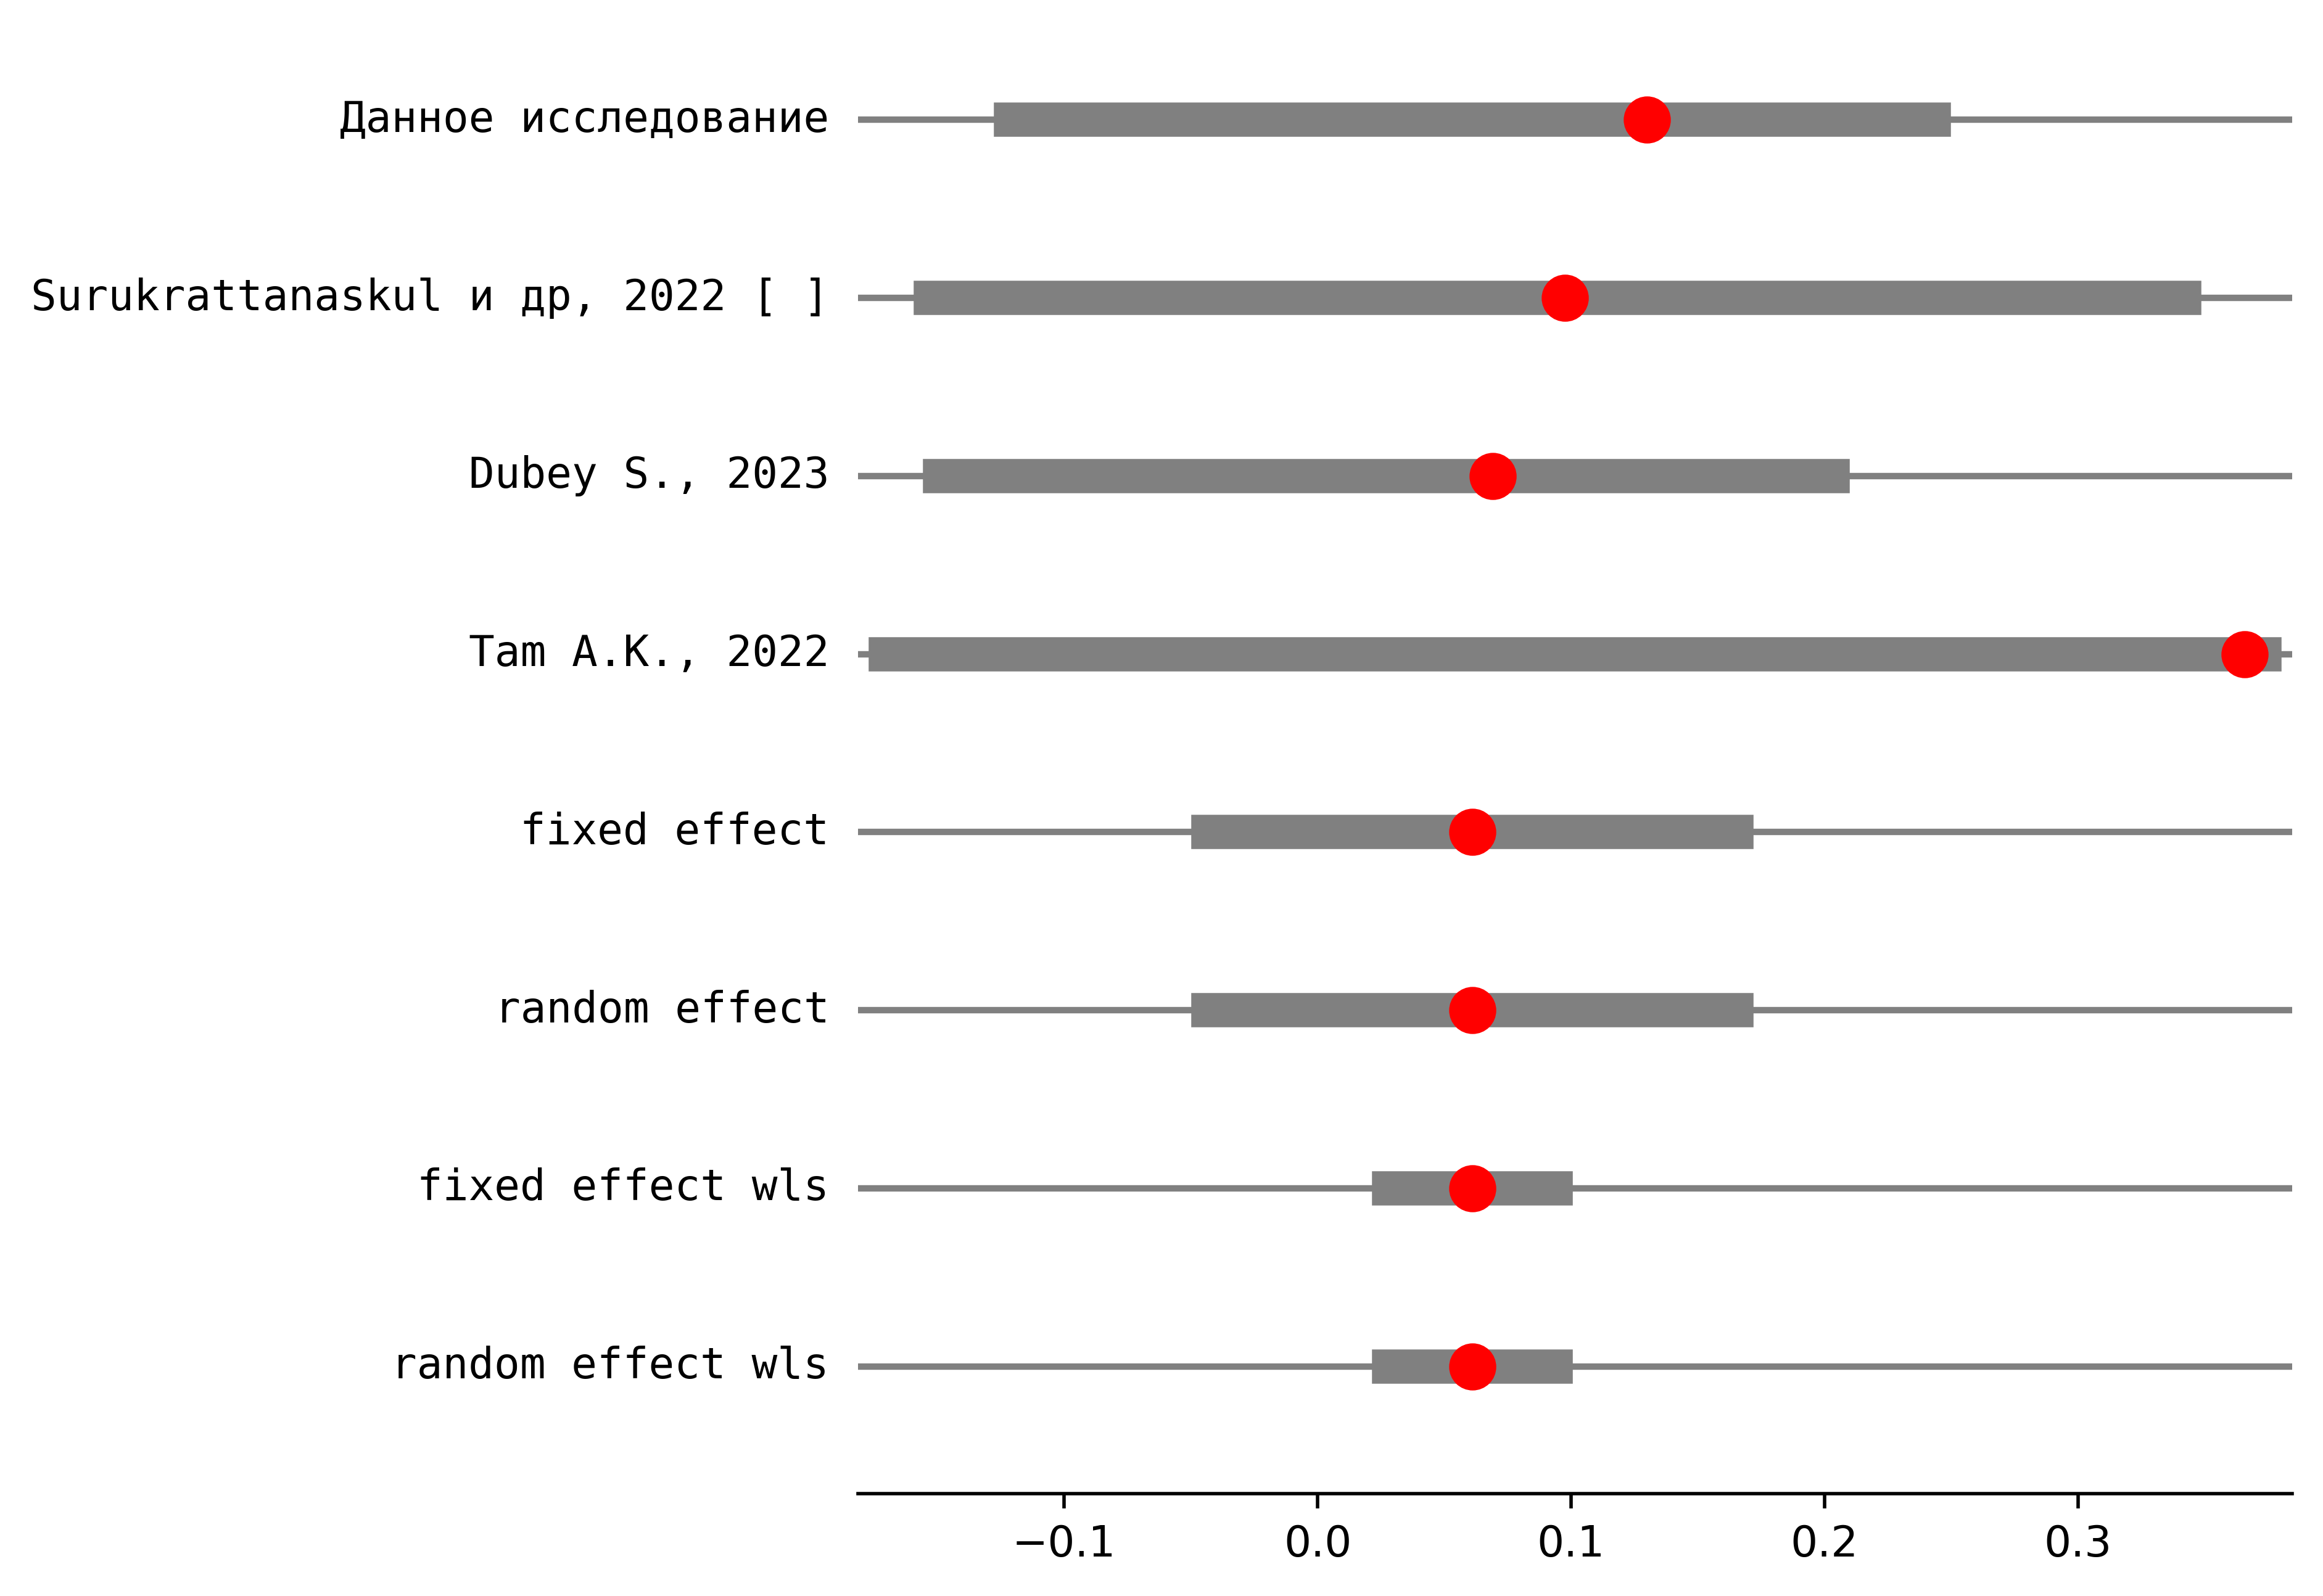 Данное исследование
Surukrattanaskul и др, 2022 [ ]
Dubey S., 2023
Tam A.K., 2022
fixed effect
random effect
fixed effect wls
random effect wls
−0.1 0.0 0.1 0.2 0.3